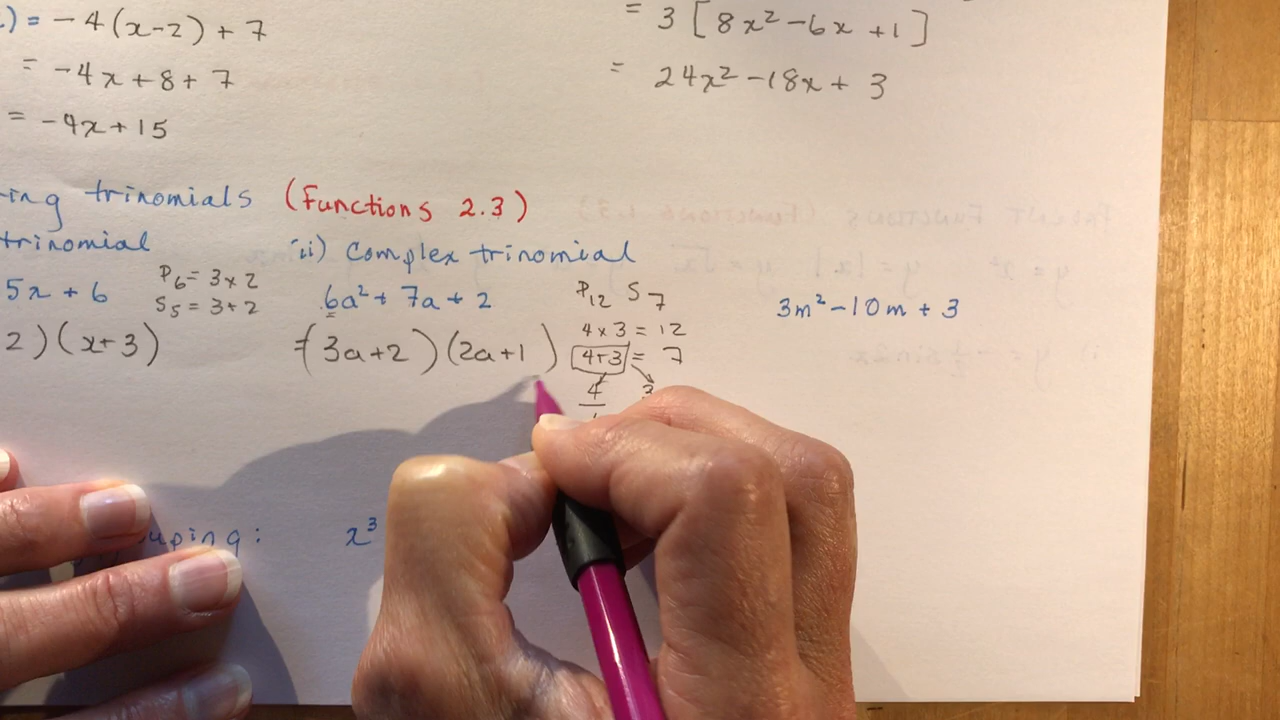 ) = -4(x-2) + 7
= -4x + 8 + 7
= -4x + 15
= 3 [ 8x² - 6x + 1 ]
= 24x² - 18x + 3
ing trinomials (Functions 2.3)
trinomial
5x + 6
P₆ = 3 x 2
S₅ = 3 + 2
2)(x+3)
ii) Complex trinomial
6a² + 7a + 2
=(3a+2)(2a+1)
P₁₂ S₇
4 x 3 = 12
4+3 = 7
4 3
3m² - 10m + 3
uping: x³